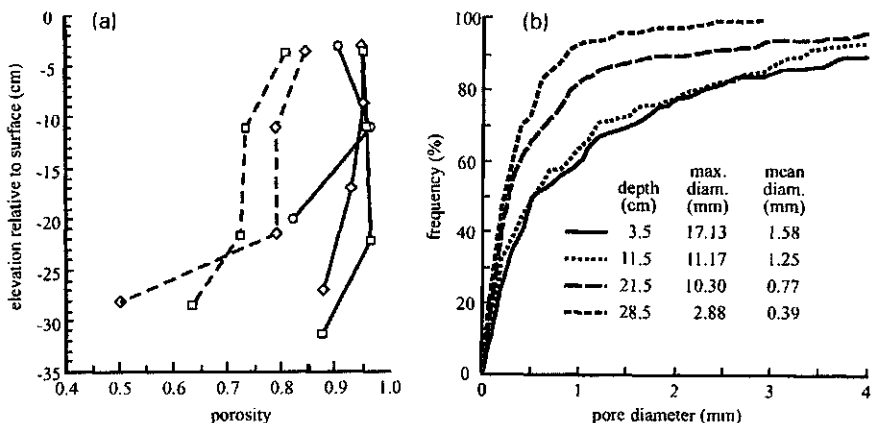 (a)
0
-5
-10
-15
-20
-25
-30
-35
elevation relative to surface (cm)
0.4 0.5 0.6 0.7 0.8 0.9 1.0
porosity
(b)
100
80
60
40
20
0
frequency (%)
depth (cm) max. diam. (mm) mean diam. (mm)
3.5 17.13 1.58
11.5 11.17 1.25
21.5 10.30 0.77
28.5 2.88 0.39
0 1 2 3 4
pore diameter (mm)